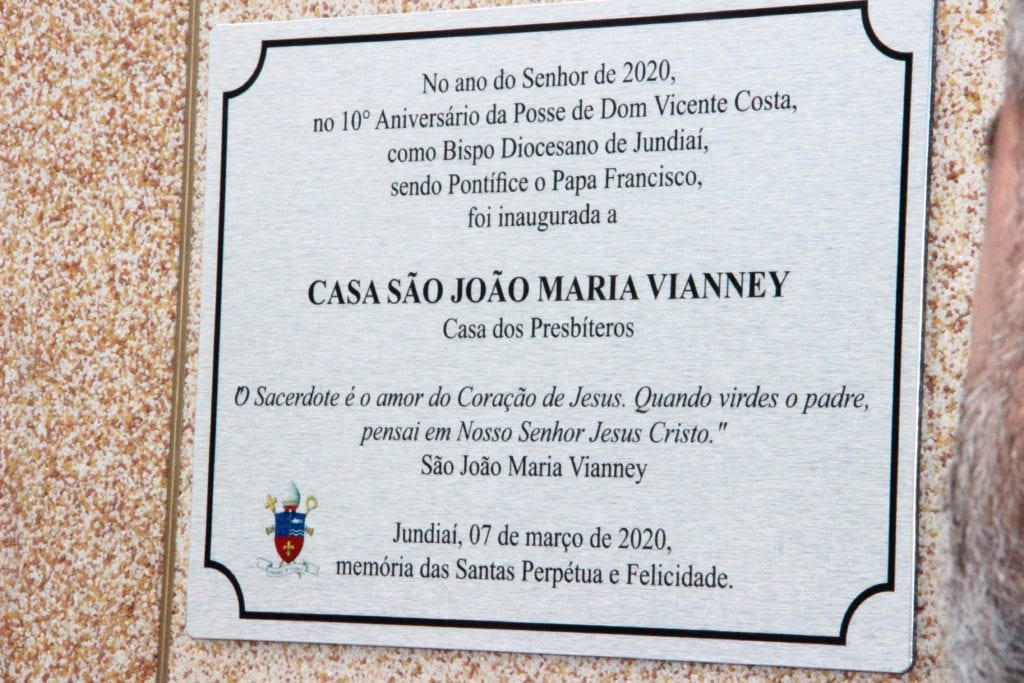 No ano do Senhor de 2020,
no 10° Aniversário da Posse de Dom Vicente Costa,
como Bispo Diocesano de Jundiaí,
sendo Pontífice o Papa Francisco,
foi inaugurada a
CASA SÃO JOÃO MARIA VIANNEY
Casa dos Presbíteros
"O Sacerdote é o amor do Coração de Jesus. Quando virdes o padre,
pensai em Nosso Senhor Jesus Cristo."
São João Maria Vianney
Jundiaí, 07 de março de 2020,
memória das Santas Perpétua e Felicidade.